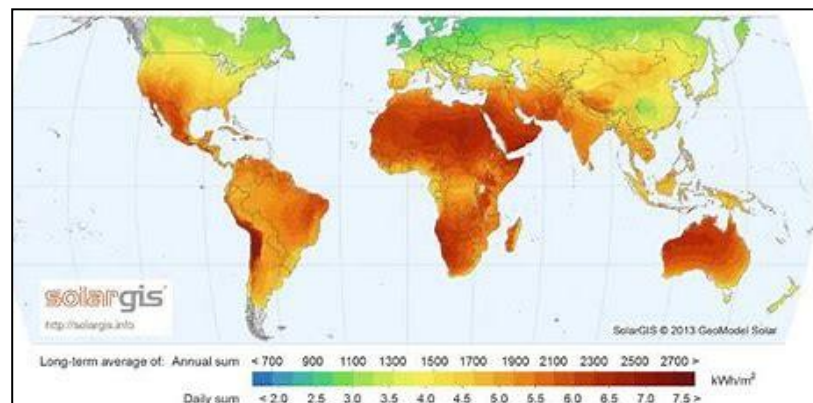 solargis
http://solargis.info
SolarGIS © 2013 GeoModel Solar
Long-term average of: Annual sum < 700 900 1100 1300 1500 1700 1900 2100 2300 2500 2700 >
kWh/m²
Daily sum < 2.0 2.5 3.0 3.5 4.0 4.5 5.0 5.5 6.0 6.5 7.0 7.5 >